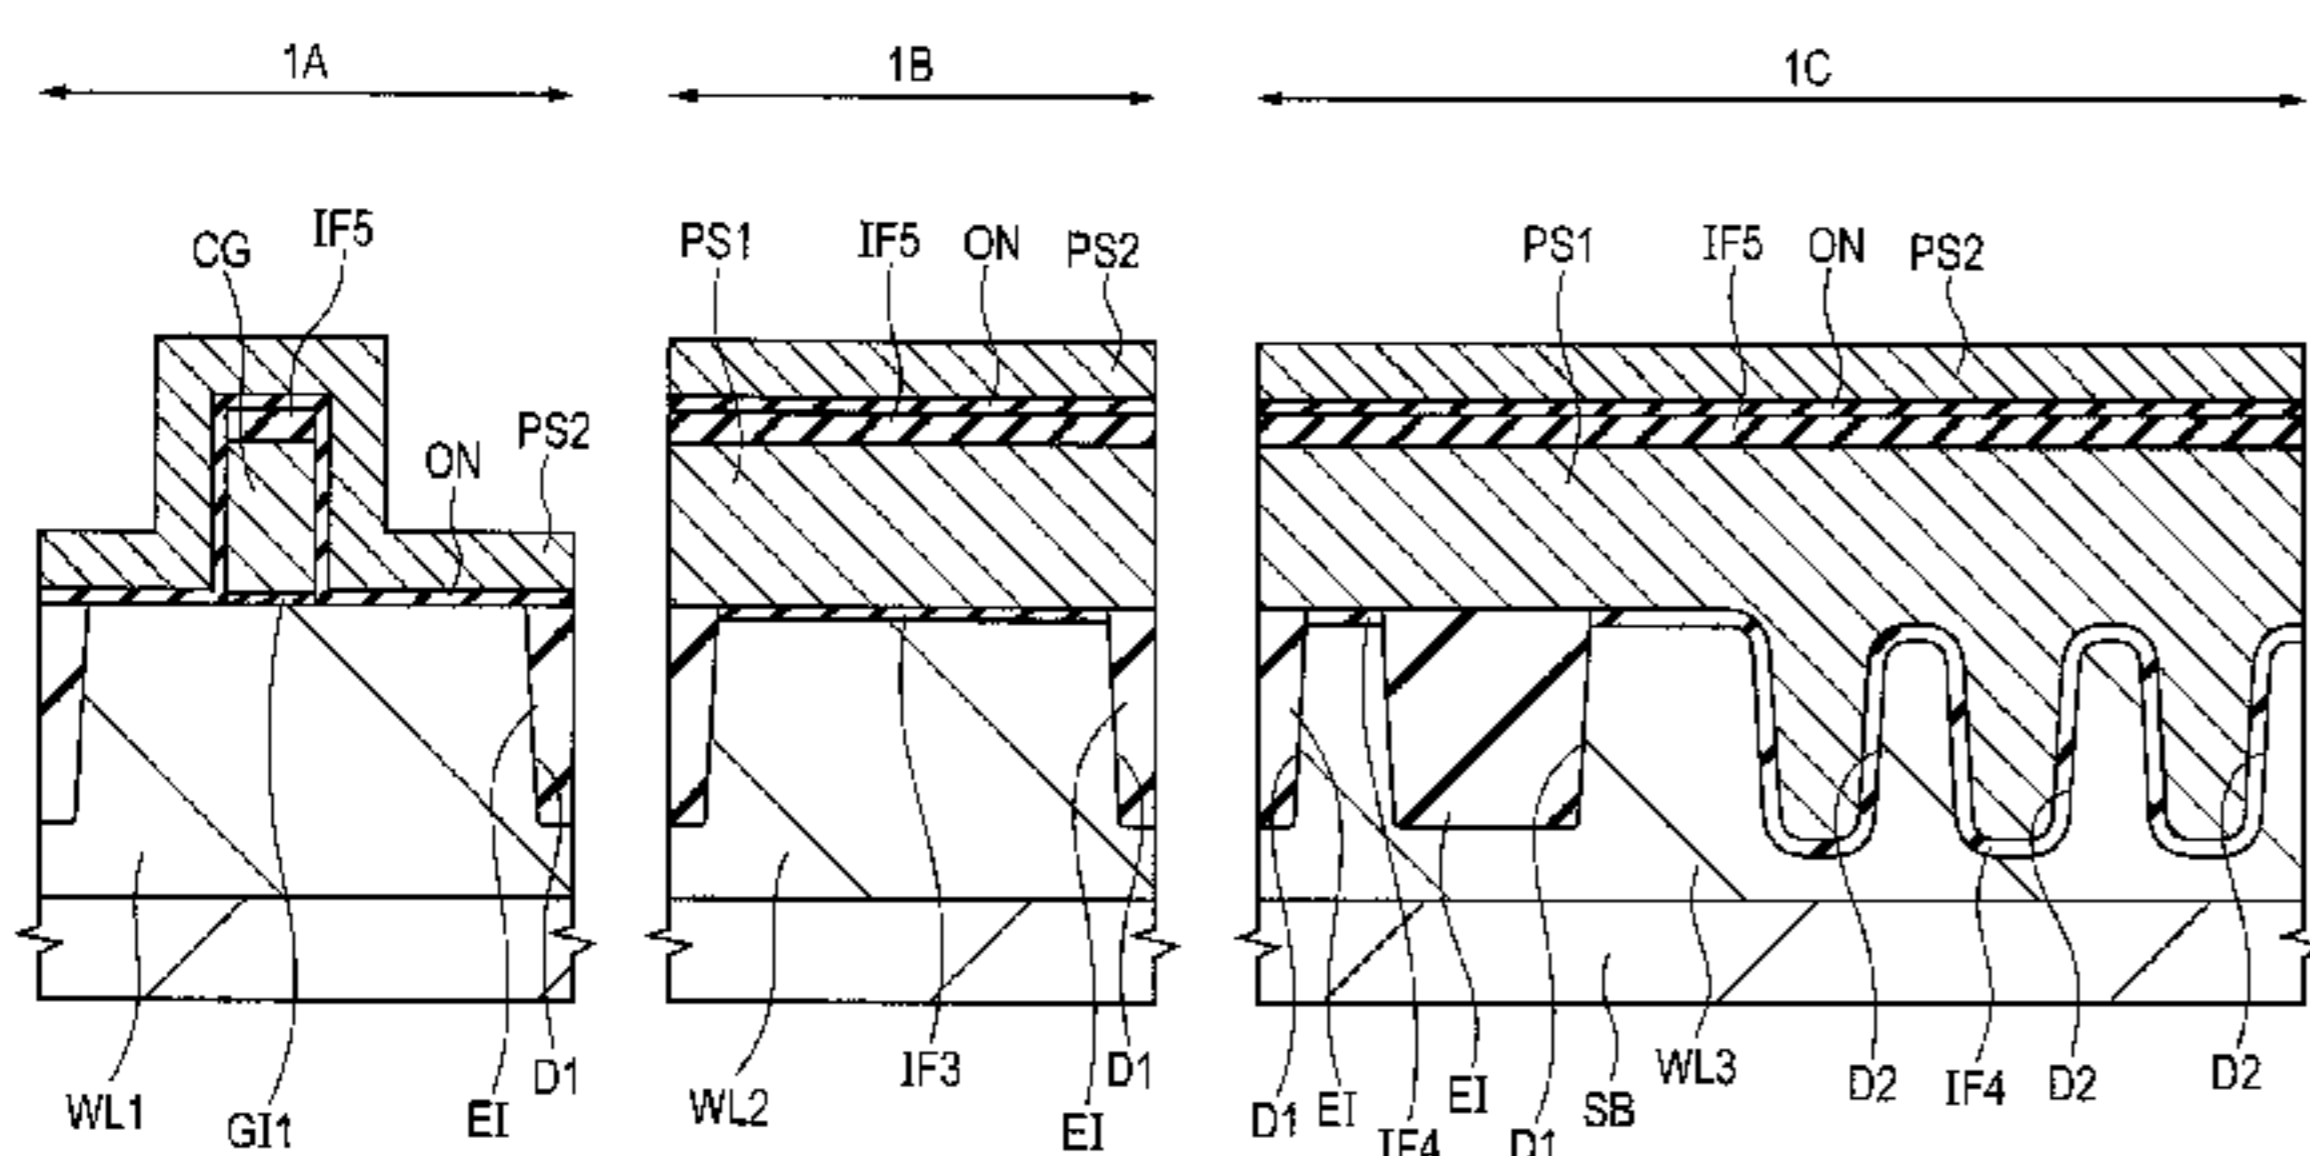 1A 1B 1C
CG IF5 PS1 IF5 ON PS2 PS1 IF5 ON PS2
ON PS2
WL1 GI1 EI D1 WL2 IF3 EI D1 D1 EI IF4 EI D1 SB WL3 D2 IF4 D2 D2